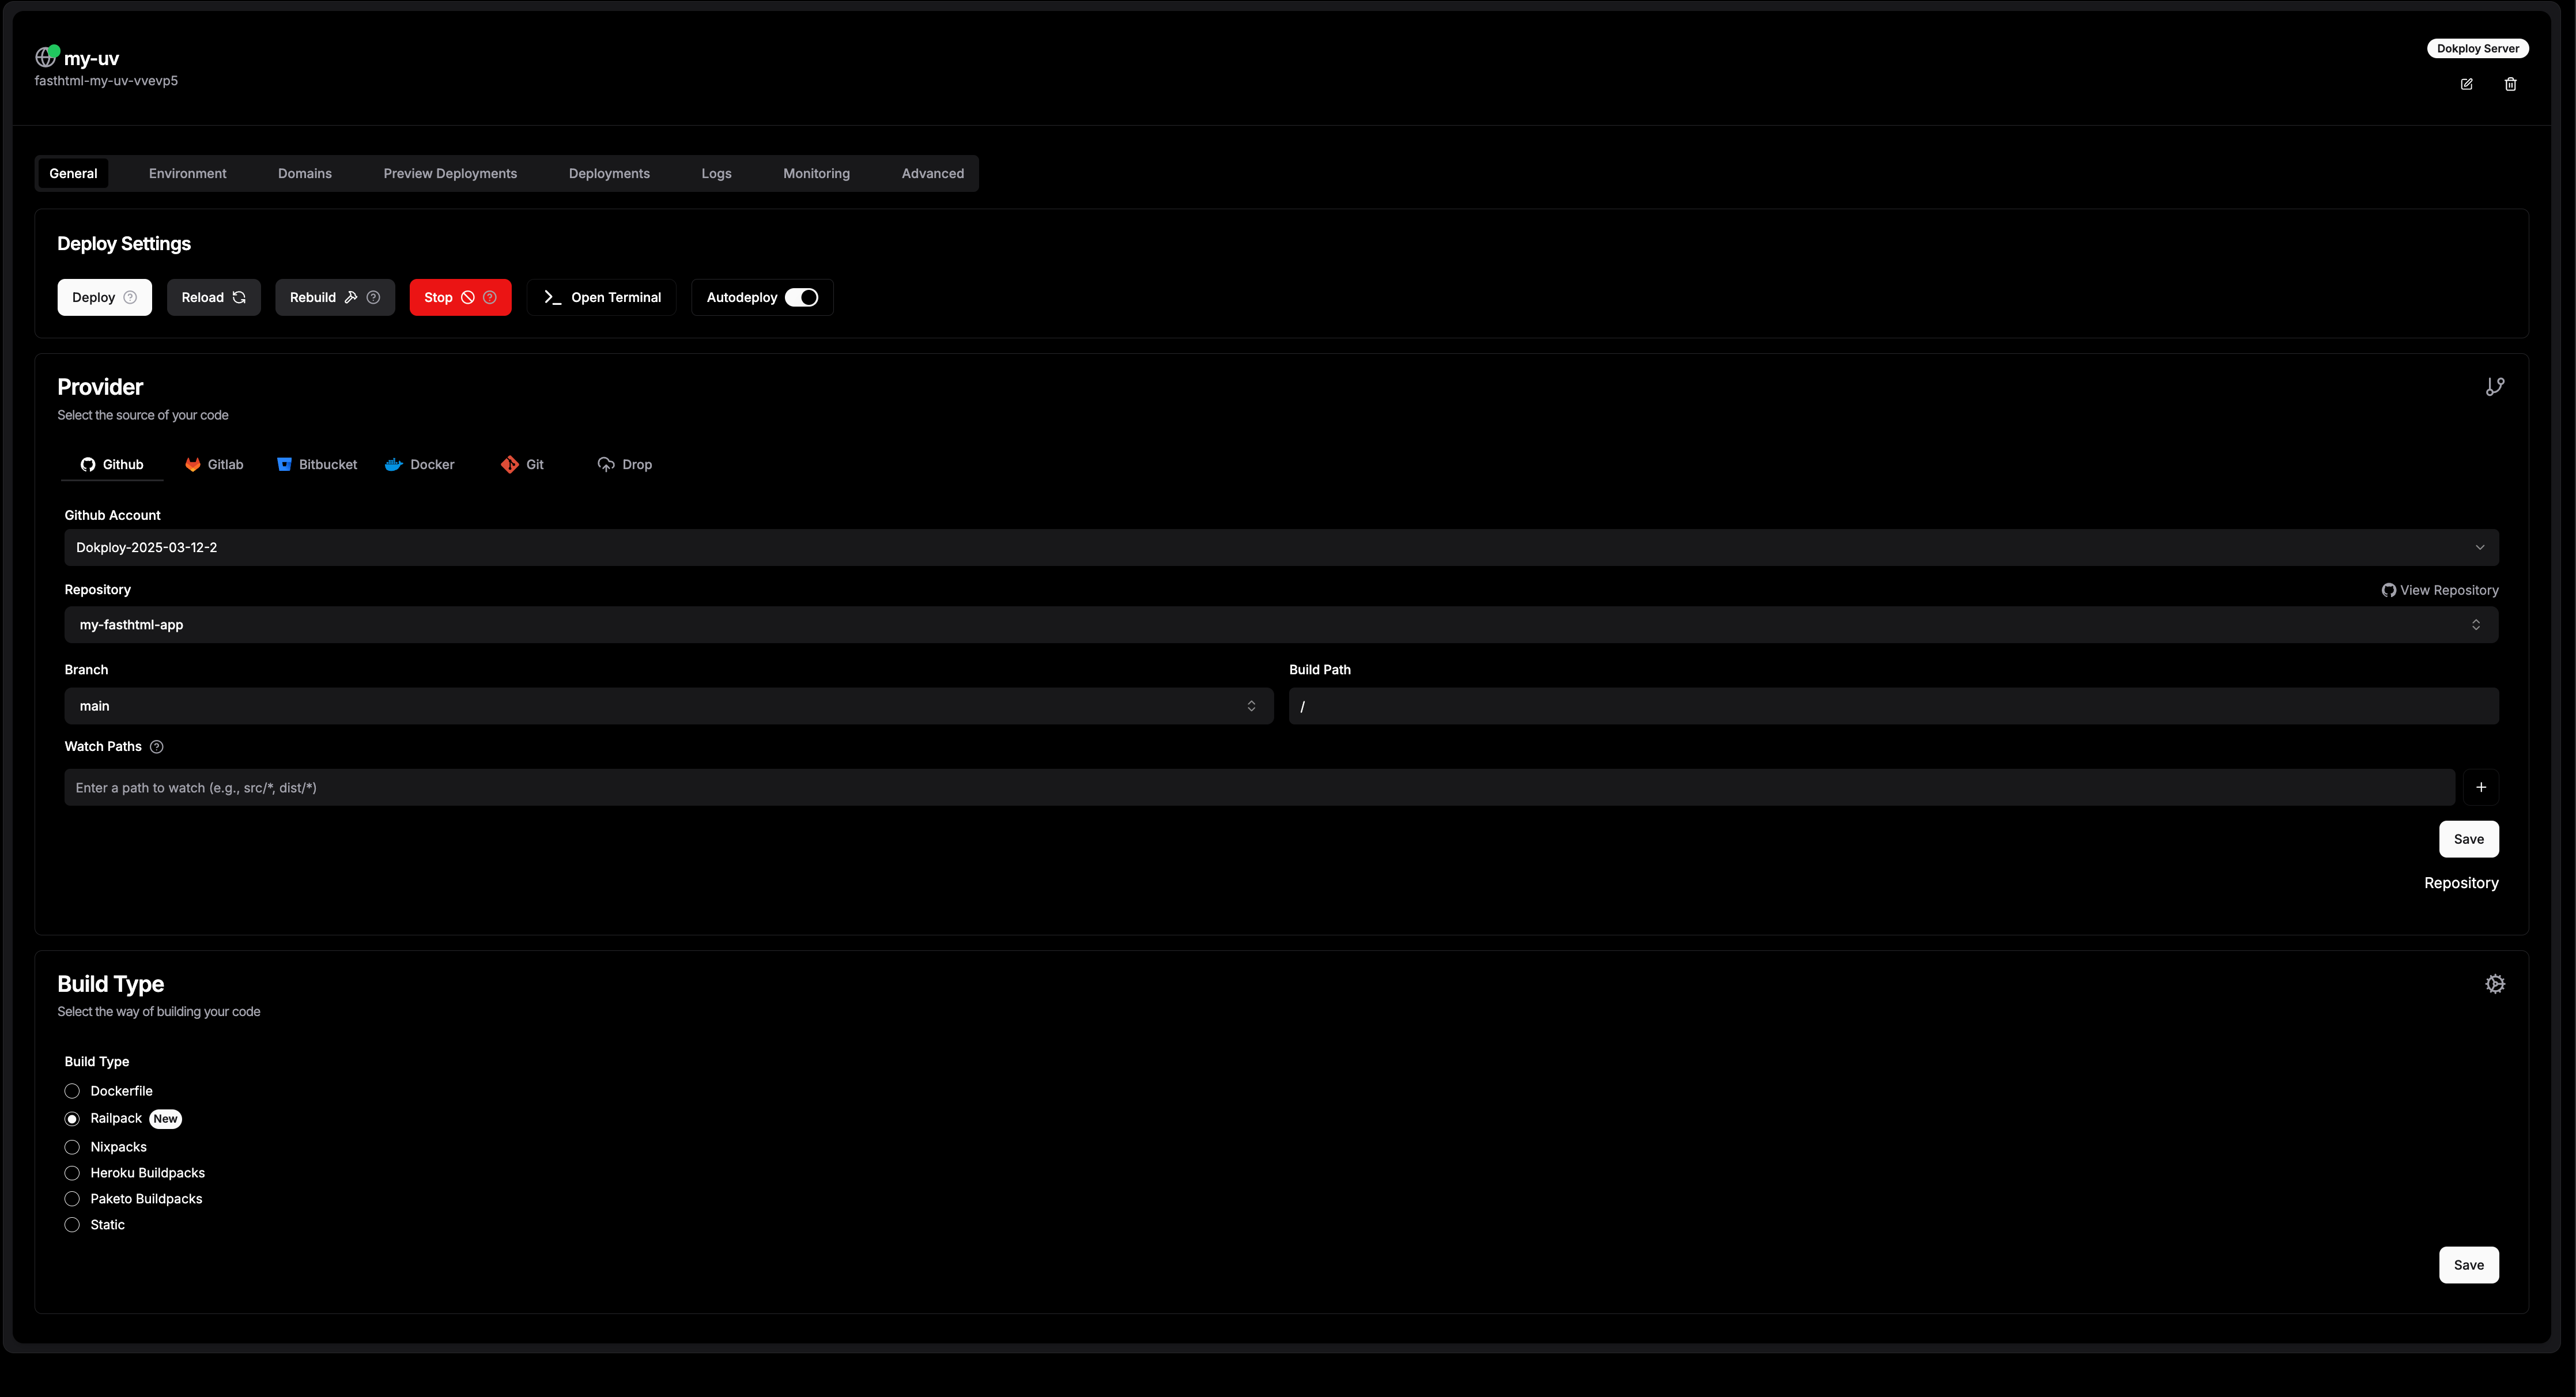 my-uv
fasthtml-my-uv-vvevp5
Dokploy Server
General Environment Domains Preview Deployments Deployments Logs Monitoring Advanced
Deploy Settings
Deploy Reload Rebuild Stop Open Terminal Autodeploy
Provider
Select the source of your code
Github Gitlab Bitbucket Docker Git Drop
Github Account
Dokploy-2025-03-12-2
Repository View Repository
my-fasthtml-app
Branch Build Path
main /
Watch Paths
Enter a path to watch (e.g., src/*, dist/*)
Save
Repository
Build Type
Select the way of building your code
Build Type
Dockerfile
Railpack New
Nixpacks
Heroku Buildpacks
Paketo Buildpacks
Static
Save